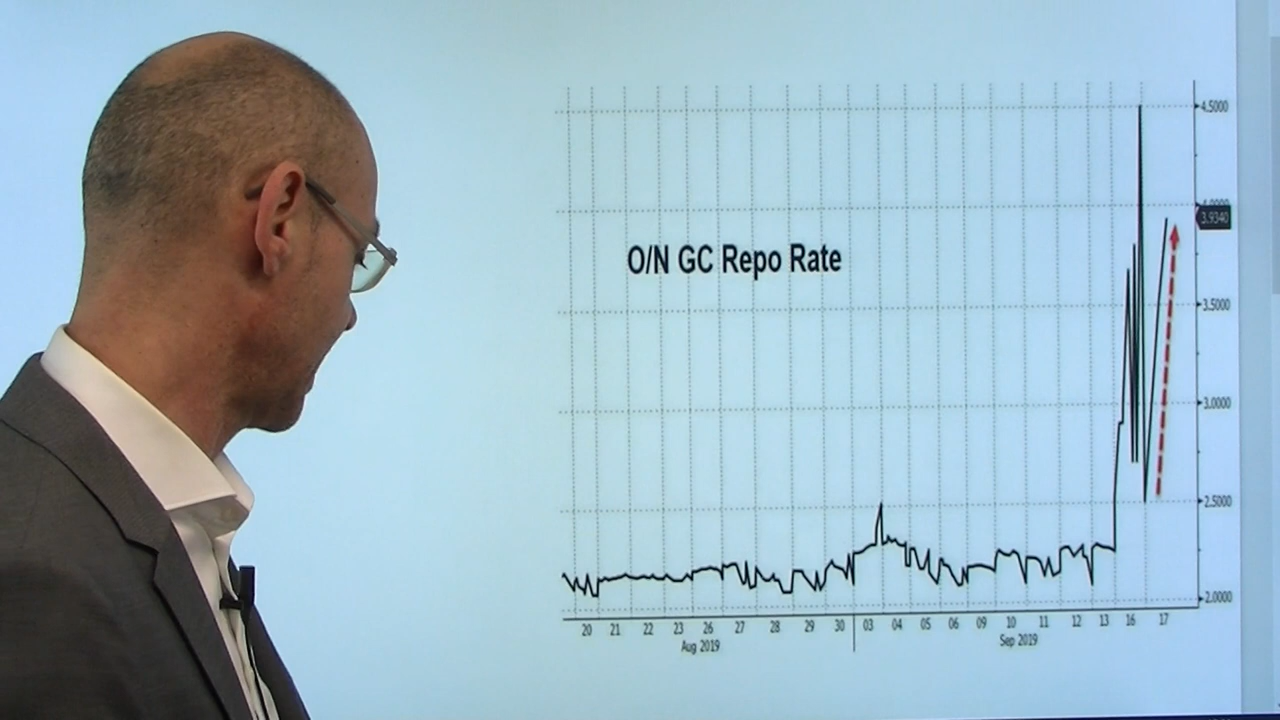 4.5000
4.0000
3.9340
O/N GC Repo Rate
3.5000
3.0000
2.5000
2.0000
20 21 22 23 26 27 28 29 30 03 04 05 06 09 10 11 12 13 16 17
Aug 2019 Sep 2019